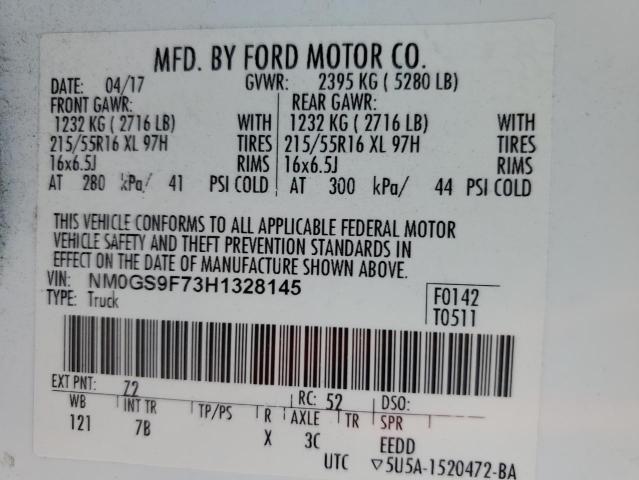 MFD. BY FORD MOTOR CO.
DATE: 04/17 GVWR: 2395 KG ( 5280 LB)
FRONT GAWR: REAR GAWR:
1232 KG ( 2716 LB) WITH 1232 KG ( 2716 LB) WITH
215/55R16 XL 97H TIRES 215/55R16 XL 97H TIRES
16x6.5J RIMS 16x6.5J RIMS
AT 280 kPa/ 41 PSI COLD AT 300 kPa/ 44 PSI COLD
THIS VEHICLE CONFORMS TO ALL APPLICABLE FEDERAL MOTOR
VEHICLE SAFETY AND THEFT PREVENTION STANDARDS IN
EFFECT ON THE DATE OF MANUFACTURE SHOWN ABOVE.
VIN: NM0GS9F73H1328145 F0142
TYPE: Truck T0511
EXT PNT: Z2 RC: 52 DSO:
WB INT TR TP/PS R AXLE TR SPR
121 7B X 3C EEDD
UTC ▽5U5A-1520472-BA